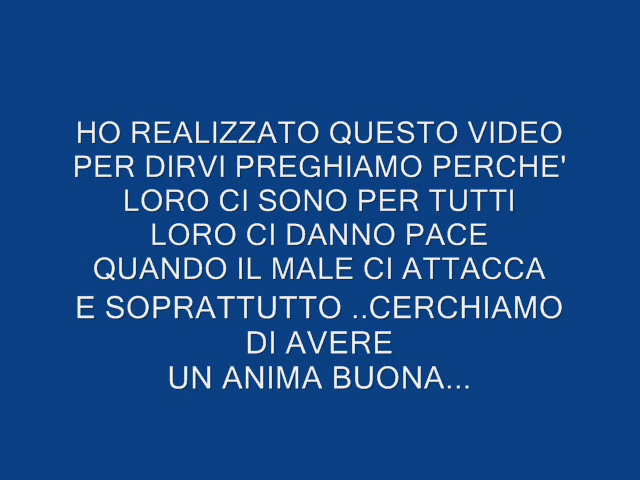 HO REALIZZATO QUESTO VIDEO
PER DIRVI PREGHIAMO PERCHE'
LORO CI SONO PER TUTTI
LORO CI DANNO PACE
QUANDO IL MALE CI ATTACCA
E SOPRATTUTTO ..CERCHIAMO
DI AVERE
UN ANIMA BUONA...